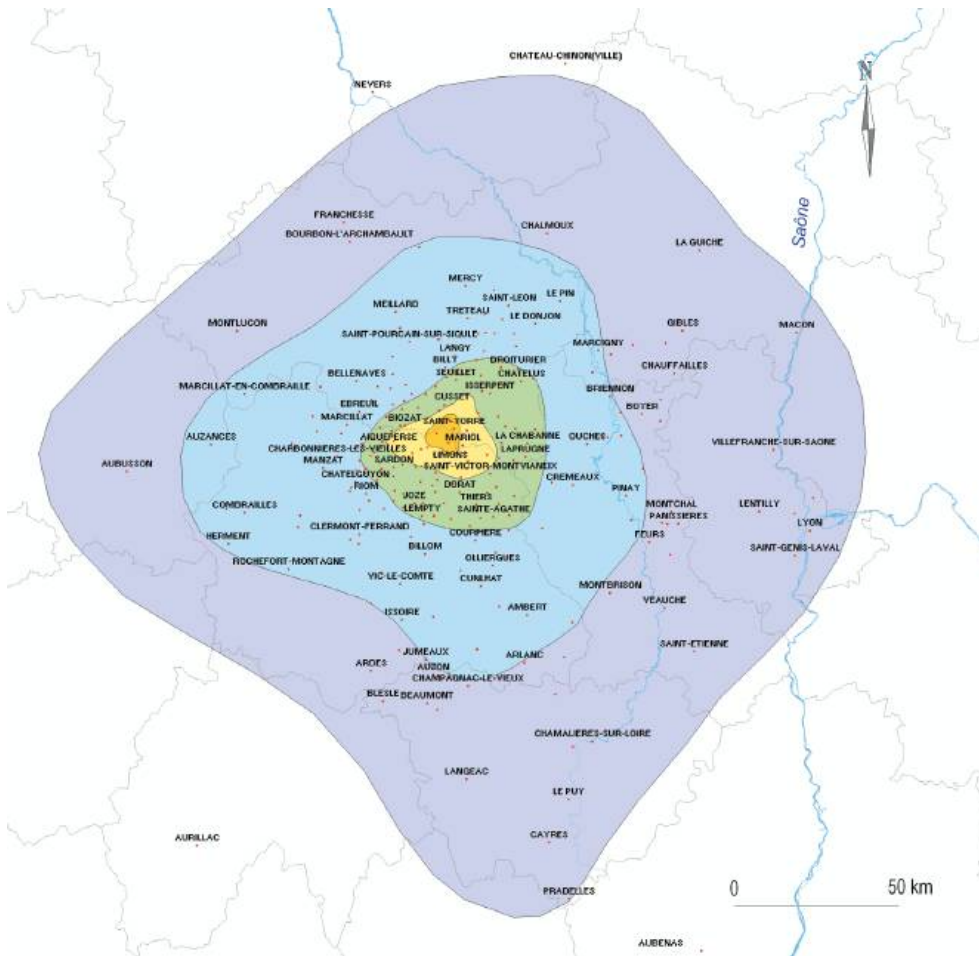 CHATEAU-CHINON(VILLE)
N
NEVERS
Saône
FRANCHESSE
CHALMOUX
BOURBON-L'ARCHAMBAULT
LA GUICHE
MERCY
LE PIN
SAINT-LEON
MEILLARD
TRETEAU
LE DONJON
MONTLUCON
GIBLES
MACON
SAINT-POURCAIN-SUR-SIOULE
MARCIGNY
LANGY
BILLY
DROITURIER
CHAUFFAILLES
BELLENAVES
SEUILLET
CHATELUS
MARCILLAT-EN-COMBRAILLE
ISSERPENT
BRIENNON
CUSSET
EBREUIL
BOYER
MARCILLAT
BIOZAT
SAINT-YORRE
AUZANCES
AIGUEPERSE
MARIOL
LA CHABANNE
OUCHES
VILLEFRANCHE-SUR-SAONE
CHARBONNIERES-LES-VIEILLES
LAPRUGNE
MANZAT
SARDON
LIMONS
AUBUSSON
SAINT-VICTOR-MONTVIANEIX
CHATELGUYON
CREMEAUX
RIOM
DORAT
PINAY
JOZE
THIERS
COMBRAILLES
LEMPTY
SAINTE-AGATHE
MONTCHAL
LENTILLY
PANISSIERES
CLERMONT-FERRAND
LYON
HERMENT
COURPIERE
FEURS
BILLOM
SAINT-GENIS-LAVAL
ROCHEFORT-MONTAGNE
OLLIERGUES
VIC-LE-COMTE
CUNLHAT
MONTBRISON
ISSOIRE
AMBERT
VEAUCHE
SAINT-ETIENNE
JUMEAUX
ARLANC
ARDES
AUZON
CHAMPAGNAC-LE-VIEUX
BLESLE
BEAUMONT
CHAMALIERES-SUR-LOIRE
LANGEAC
LE PUY
AURILLAC
CAYRES
PRADELLES
0 50 km
AUBENAS